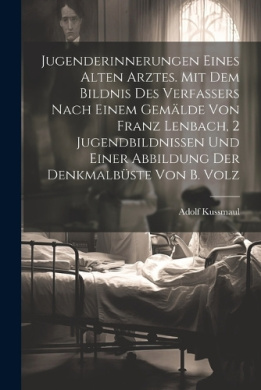 Jugenderinnerungen Eines
Alten Arztes. Mit Dem
Bildnis Des Verfassers
Nach Einem Gemälde Von
Franz Lenbach, 2
Jugendbildnissen Und
Einer Abbildung Der
Denkmalbüste Von B. Volz
Adolf Kussmaul